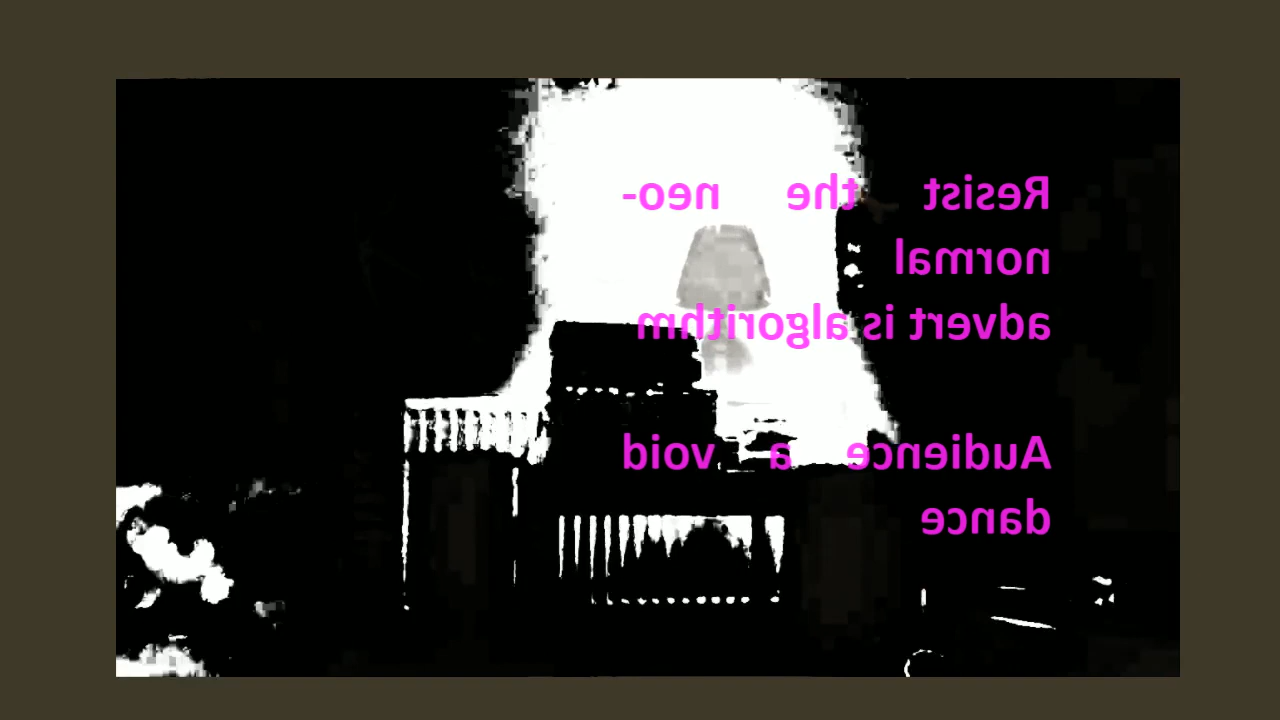 Resist the neo-
normal
advert is algorithm
Audience a void
dance